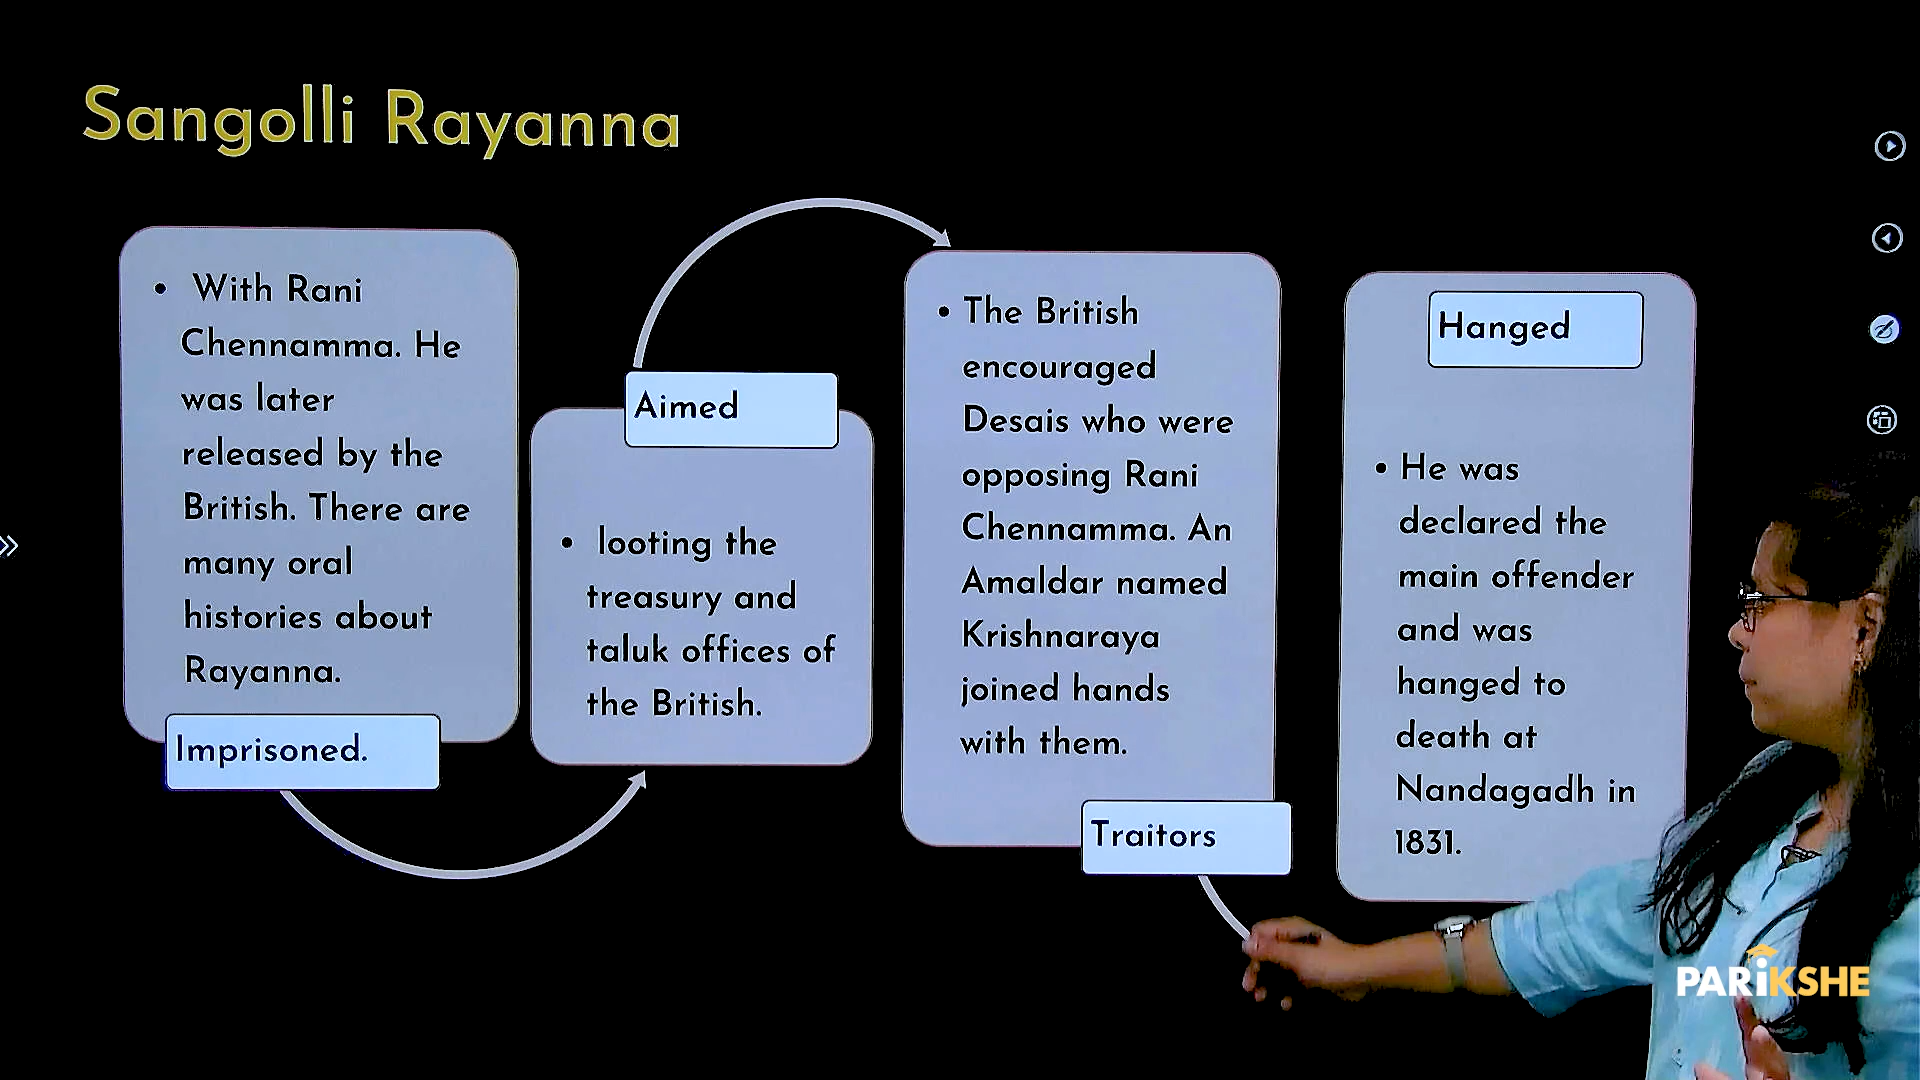 Sangolli Rayanna
• With Rani
Chennamma. He
was later
released by the
British. There are
many oral
histories about
Rayanna.
Imprisoned.
Aimed
• looting the
treasury and
taluk offices of
the British.
• The British
encouraged
Desais who were
opposing Rani
Chennamma. An
Amaldar named
Krishnaraya
joined hands
with them.
Traitors
Hanged
• He was
declared the
main offender
and was
hanged to
death at
Nandagadh in
1831.
PARiKSHE